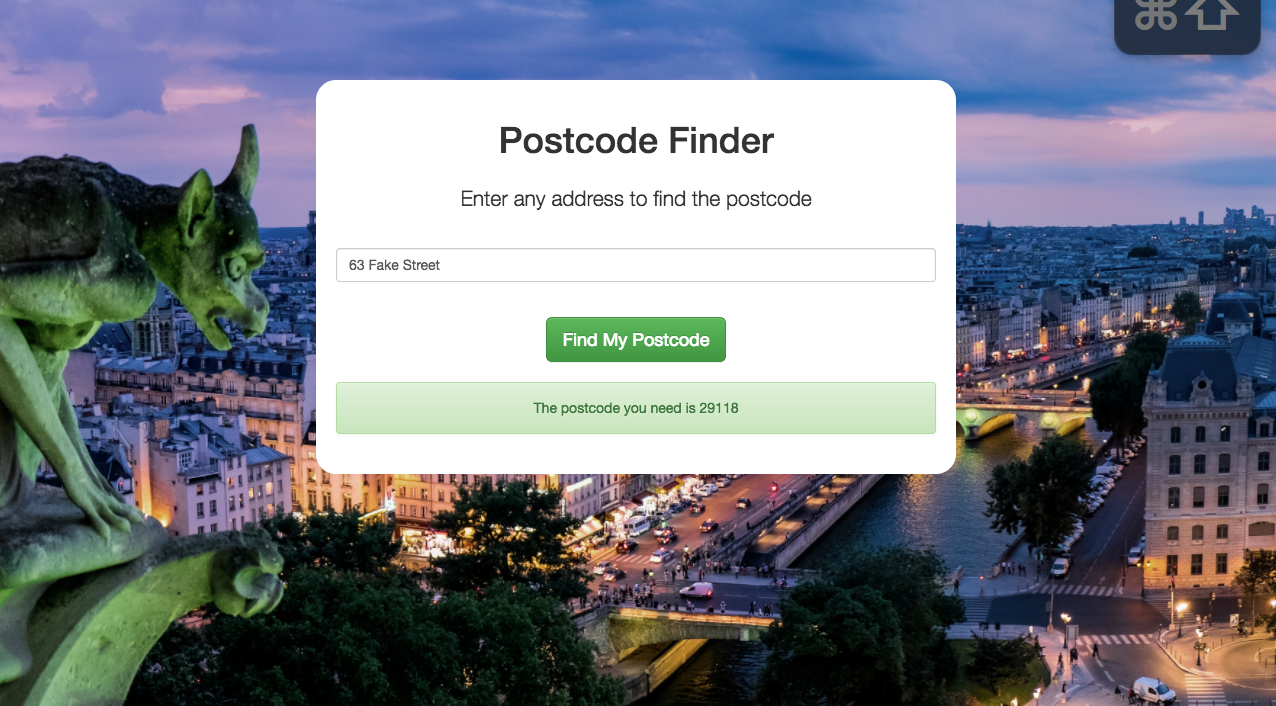 Postcode Finder
Enter any address to find the postcode
63 Fake Street
Find My Postcode
The postcode you need is 29118